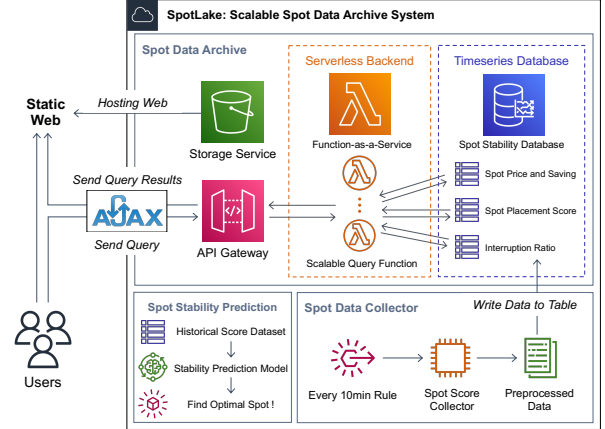 SpotLake: Scalable Spot Data Archive System
Spot Data Archive
Serverless Backend
Timeseries Database
Static
Web
Hosting Web
Storage Service
Function-as-a-Service
Spot Stability Database
Send Query Results
AJAX
Send Query
API Gateway
Scalable Query Function
Spot Price and Saving
Spot Placement Score
Interruption Ratio
Users
Spot Stability Prediction
Historical Score Dataset
Stability Prediction Model
Find Optimal Spot !
Spot Data Collector
Write Data to Table
Every 10min Rule
Spot Score
Collector
Preprocessed
Data